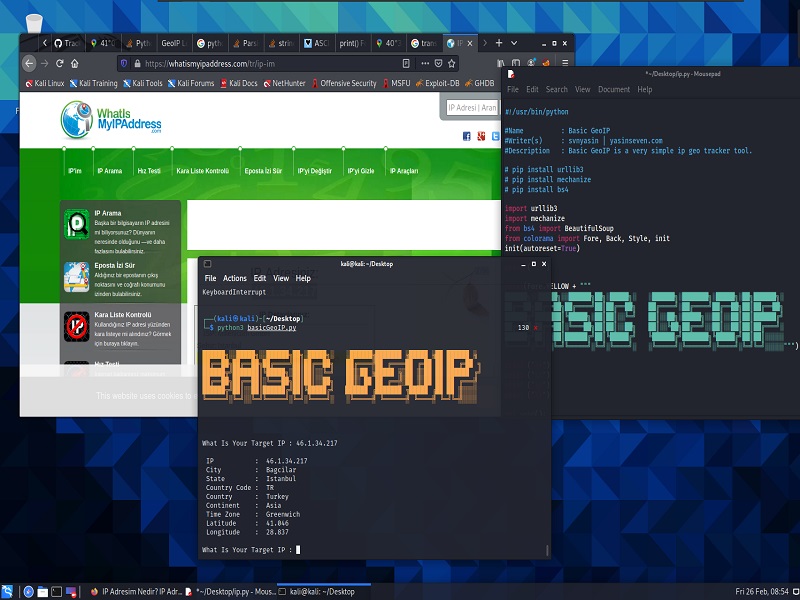 Trac
41°2
Pyth
GeoIP L
pytho
Parsi
strin
ASCI
print() F
40°3
trans
IP
https://whatismyipaddress.com/tr/ip-im
Kali Linux
Kali Training
Kali Tools
Kali Forums
Kali Docs
NetHunter
Offensive Security
MSFU
Exploit-DB
GHDB
WhatIs
MyIPAddress
.com
IP Adresi | Aran
IP'im
IP Arama
Hız Testi
Kara Liste Kontrolü
Eposta İzi Sür
IP'yi Değiştir
IP'yi Gizle
IP Araçları
IP Arama
Başka bir bilgisayarın IP adresini
mi biliyorsunuz? Dünyanın
neresinde olduğunu —ve daha
fazlasını bulabilirsiniz.
Eposta İzi Sür
Aldığınız bir epostanın çıkış
noktasını ve coğrafi konumunu
izinden bulabilirsiniz.
Kara Liste Kontrolü
Kullandığınız IP adresi yüzünden
kara listeye mi alındınız? Görmek
için buraya tıklayın.
Hız Testi
This website uses cookies to
*~/Desktop/ip.py - Mousepad
File Edit Search View Document Help
#!/usr/bin/python
#Name : Basic GeoIP
#Writer(s) : svnyasin | yasinseven.com
#Description : Basic GeoIP is a very simple ip geo tracker tool.
# pip install urllib3
# pip install mechanize
# pip install bs4
import urllib3
import mechanize
from bs4 import BeautifulSoup
from colorama import Fore, Back, Style, init
init(autoreset=True)
YELLOW + """
BASIC GEOIP
""")
kali@kali: ~/Desktop
File Actions Edit View Help
KeyboardInterrupt
(kali㉿kali)-[~/Desktop]
130 ⨯
$ python3 basicGeoIP.py
BASIC GEOIP
What Is Your Target IP : 46.1.34.217
IP : 46.1.34.217
City : Bagcilar
State : Istanbul
Country Code : TR
Country : Turkey
Continent : Asia
Time Zone : Greenwich
Latitude : 41.046
Longitude : 28.837
What Is Your Target IP :
IP Adresim Nedir? IP Adr...
*~/Desktop/ip.py - Mous...
kali@kali: ~/Desktop
Fri 26 Feb, 08:54